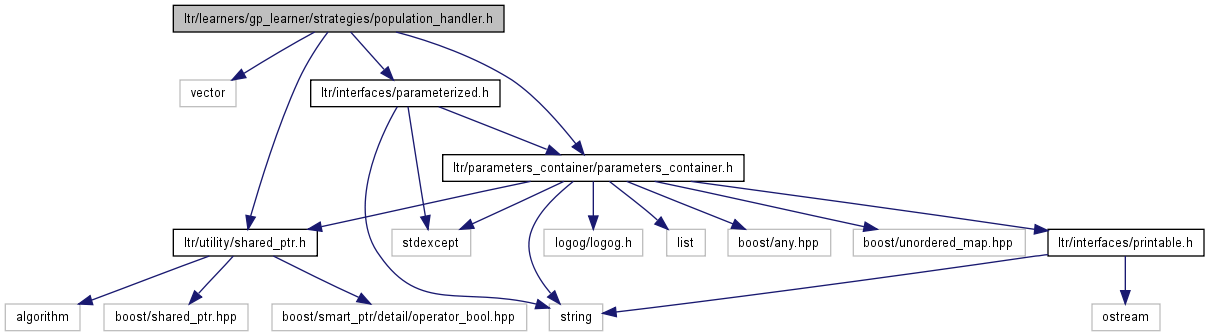 ltr/learners/gp_learner/strategies/population_handler.h
vector
ltr/interfaces/parameterized.h
ltr/parameters_container/parameters_container.h
ltr/utility/shared_ptr.h
stdexcept
logog/logog.h
list
boost/any.hpp
boost/unordered_map.hpp
ltr/interfaces/printable.h
algorithm
boost/shared_ptr.hpp
boost/smart_ptr/detail/operator_bool.hpp
string
ostream